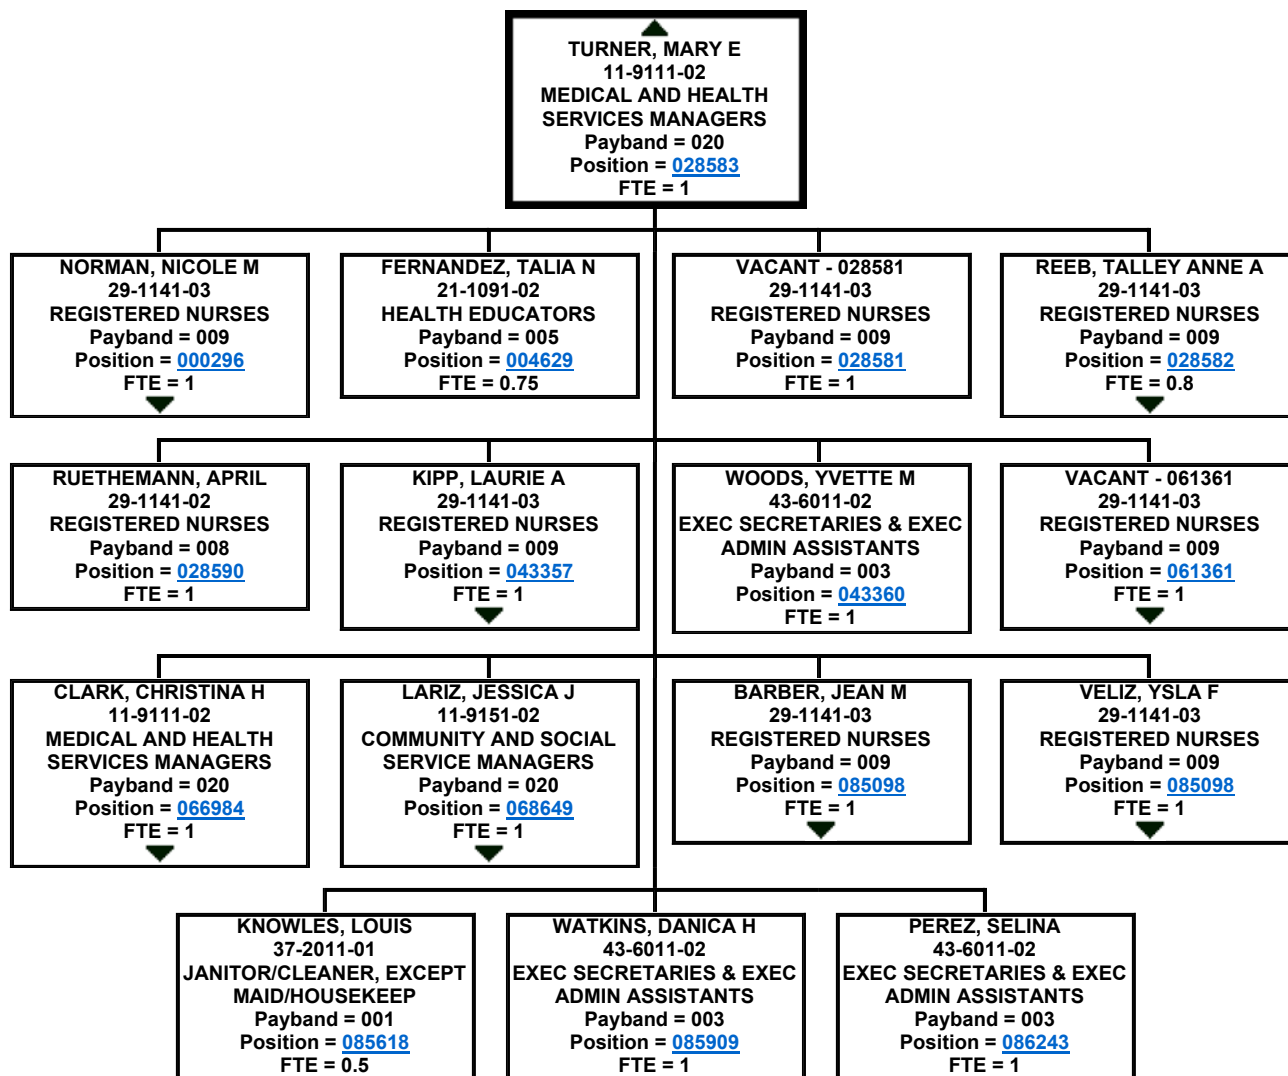 TURNER, MARY E
11-9111-02
MEDICAL AND HEALTH
SERVICES MANAGERS
Payband = 020
Position = 028583
FTE = 1
NORMAN, NICOLE M
29-1141-03
REGISTERED NURSES
Payband = 009
Position = 000296
FTE = 1
FERNANDEZ, TALIA N
21-1091-02
HEALTH EDUCATORS
Payband = 005
Position = 004629
FTE = 0.75
VACANT - 028581
29-1141-03
REGISTERED NURSES
Payband = 009
Position = 028581
FTE = 1
REEB, TALLEY ANNE A
29-1141-03
REGISTERED NURSES
Payband = 009
Position = 028582
FTE = 0.8
RUETHEMANN, APRIL
29-1141-02
REGISTERED NURSES
Payband = 008
Position = 028590
FTE = 1
KIPP, LAURIE A
29-1141-03
REGISTERED NURSES
Payband = 009
Position = 043357
FTE = 1
WOODS, YVETTE M
43-6011-02
EXEC SECRETARIES & EXEC
ADMIN ASSISTANTS
Payband = 003
Position = 043360
FTE = 1
VACANT - 061361
29-1141-03
REGISTERED NURSES
Payband = 009
Position = 061361
FTE = 1
CLARK, CHRISTINA H
11-9111-02
MEDICAL AND HEALTH
SERVICES MANAGERS
Payband = 020
Position = 066984
FTE = 1
LARIZ, JESSICA J
11-9151-02
COMMUNITY AND SOCIAL
SERVICE MANAGERS
Payband = 020
Position = 068649
FTE = 1
BARBER, JEAN M
29-1141-03
REGISTERED NURSES
Payband = 009
Position = 085098
FTE = 1
VELIZ, YSLA F
29-1141-03
REGISTERED NURSES
Payband = 009
Position = 085098
FTE = 1
KNOWLES, LOUIS
37-2011-01
JANITOR/CLEANER, EXCEPT
MAID/HOUSEKEEP
Payband = 001
Position = 085618
FTE = 0.5
WATKINS, DANICA H
43-6011-02
EXEC SECRETARIES & EXEC
ADMIN ASSISTANTS
Payband = 003
Position = 085909
FTE = 1
PEREZ, SELINA
43-6011-02
EXEC SECRETARIES & EXEC
ADMIN ASSISTANTS
Payband = 003
Position = 086243
FTE = 1